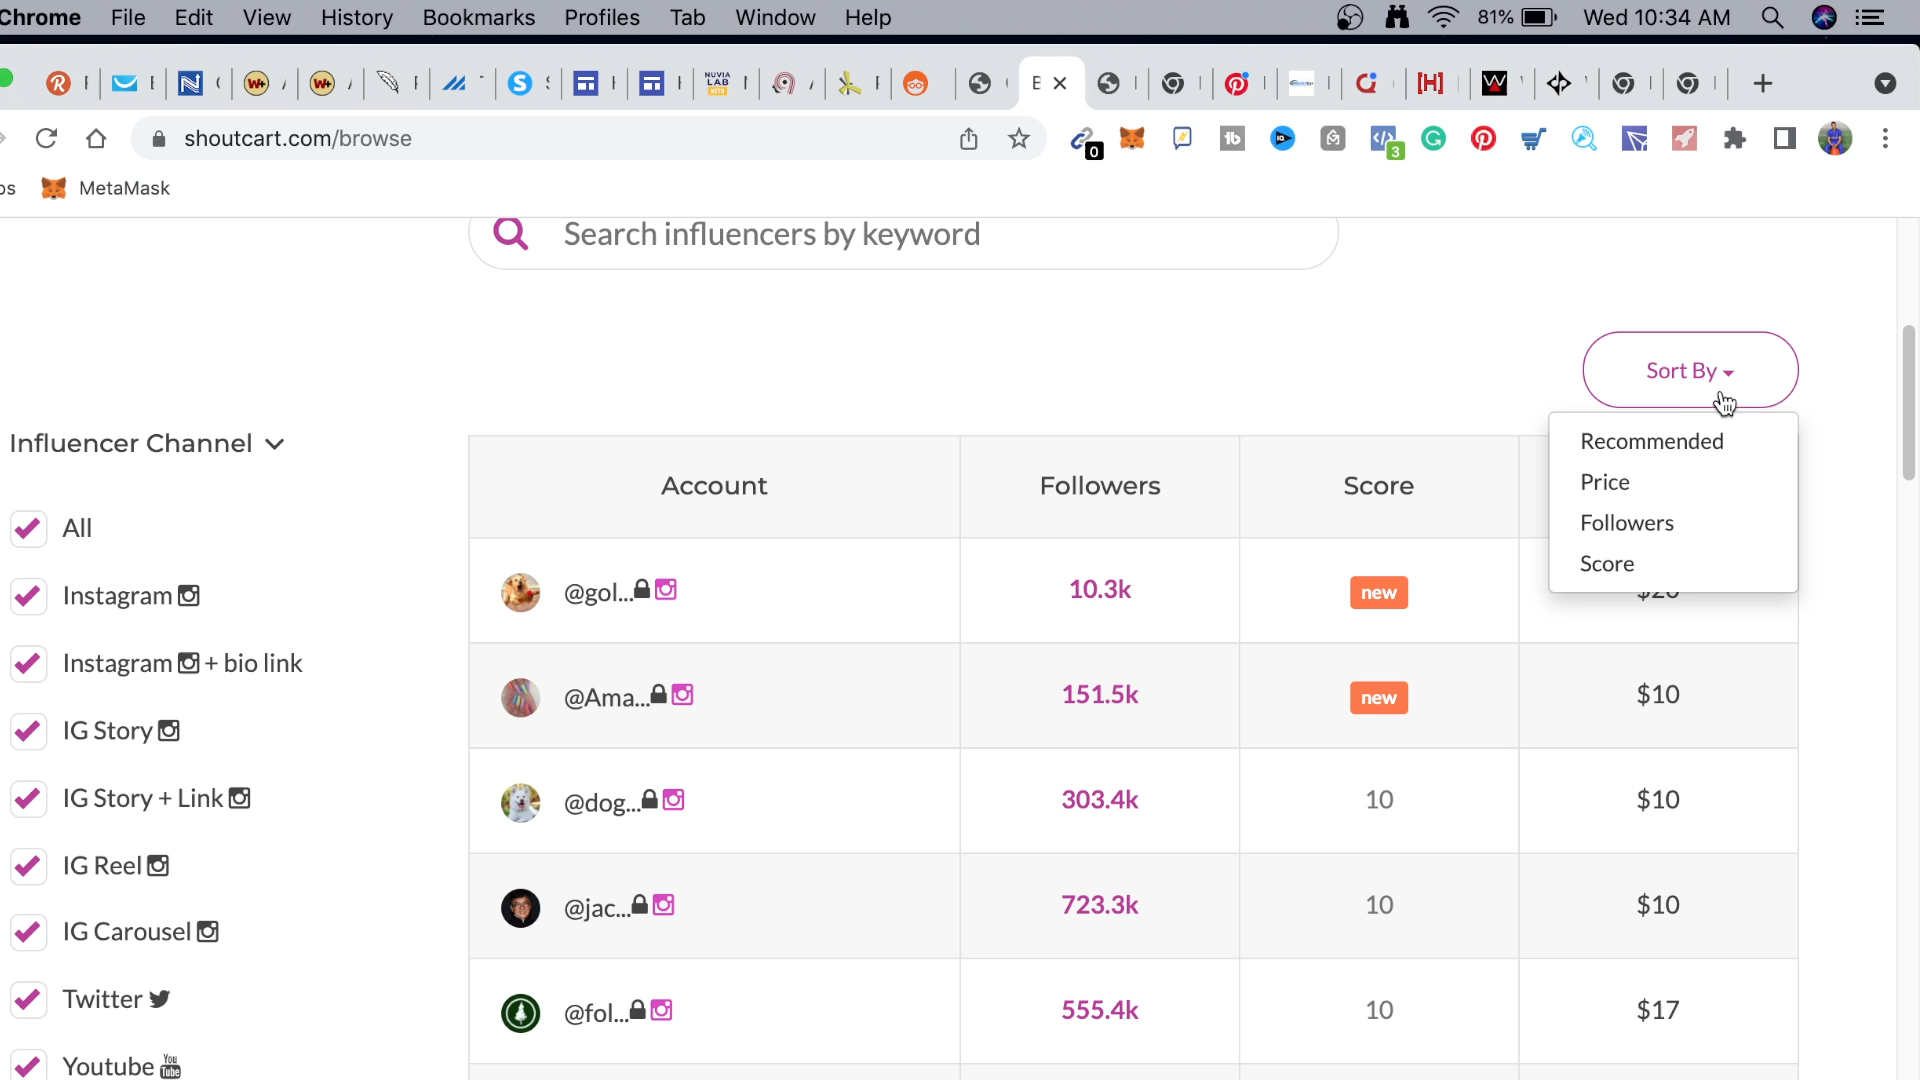 Chrome File Edit View History Bookmarks Profiles Tab Window Help 81% Wed 10:34 AM
shoutcart.com/browse
MetaMask
Search influencers by keyword
Sort By
Recommended
Price
Followers
Score
Influencer Channel
All
Instagram
Instagram + bio link
IG Story
IG Story + Link
IG Reel
IG Carousel
Twitter
Youtube
Account Followers Score
@gol... 10.3k new $20
@Ama... 151.5k new $10
@dog... 303.4k 10 $10
@jac... 723.3k 10 $10
@fol... 555.4k 10 $17